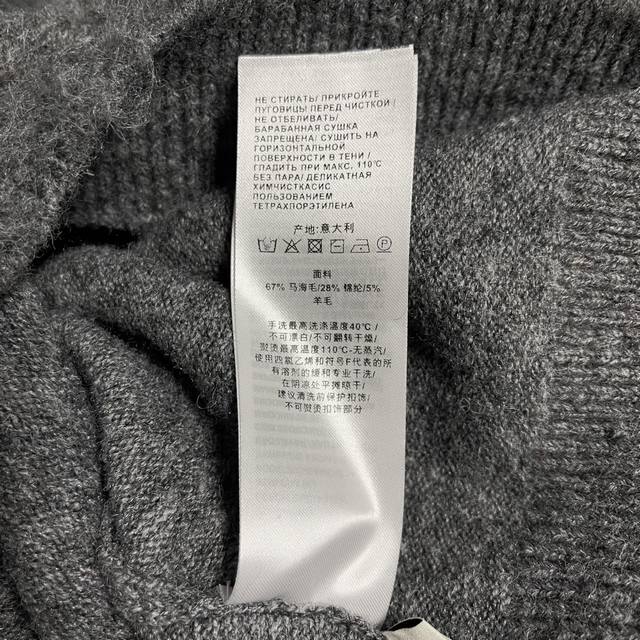 НЕ СТИРАТЬ/ ПРИКРОЙТЕ
ПУГОВИЦЫ ПЕРЕД ЧИСТКОЙ /
НЕ ОТБЕЛИВАТЬ/
БАРАБАННАЯ СУШКА
ЗАПРЕЩЕНА/ СУШИТЬ НА
ГОРИЗОНТАЛЬНОЙ
ПОВЕРХНОСТИ В ТЕНИ /
ГЛАДИТЬ ПРИ МАКС. 110℃
БЕЗ ПАРА/ ДЕЛИКАТНАЯ
ХИМЧИСТКАСИС
ПОЛЬЗОВАНИЕМ
ТЕТРАХЛОРЭТИЛЕНА
产地:意大利
P
面料
67% 马海毛/28% 锦纶/5%
羊毛
手洗最高洗涤温度40℃/
不可漂白/不可翻转干燥/
熨烫最高温度110℃-无蒸汽/
使用四氯乙烯和符号F代表的所
有溶剂的缓和专业干洗/
在阴凉处平摊晾干/
建议清洗前保护扣饰/
不可熨烫扣饰部分